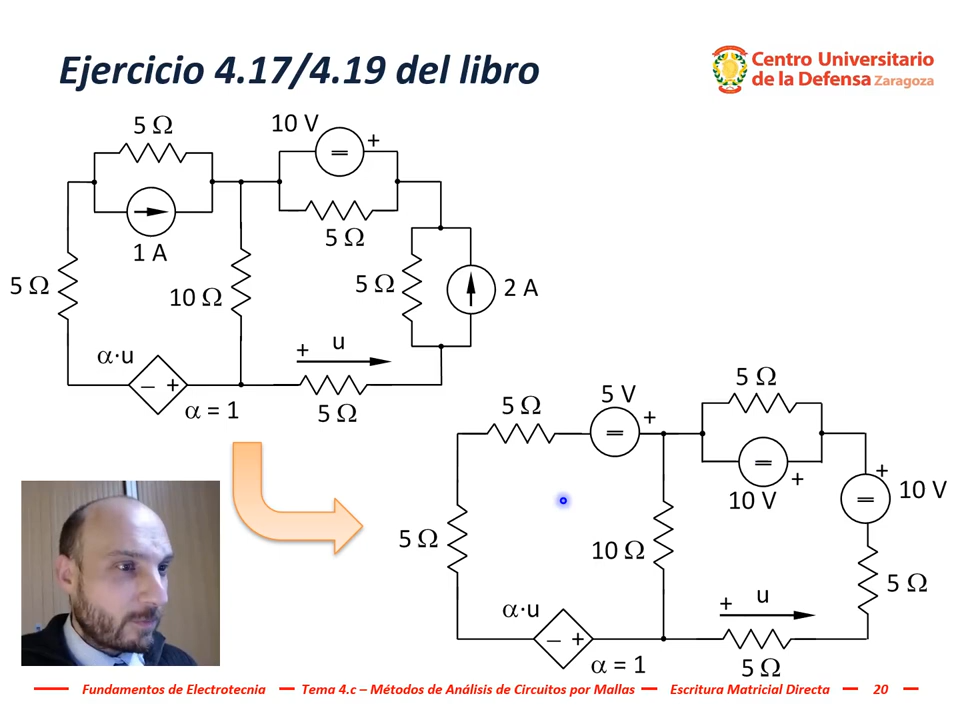 Ejercicio 4.17/4.19 del libro
Centro Universitario
de la Defensa Zaragoza
5 Ω
10 V
+
=
1 A
5 Ω
5 Ω
10 Ω
5 Ω
2 A
α·u
− +
α = 1
+ u
5 Ω
5 Ω
5 V
+
=
5 Ω
=
+
10 V
+
=
10 V
5 Ω
10 Ω
5 Ω
α·u
− +
α = 1
+ u
5 Ω
Fundamentos de Electrotecnia — Tema 4.c – Métodos de Análisis de Circuitos por Mallas — Escritura Matricial Directa — 20